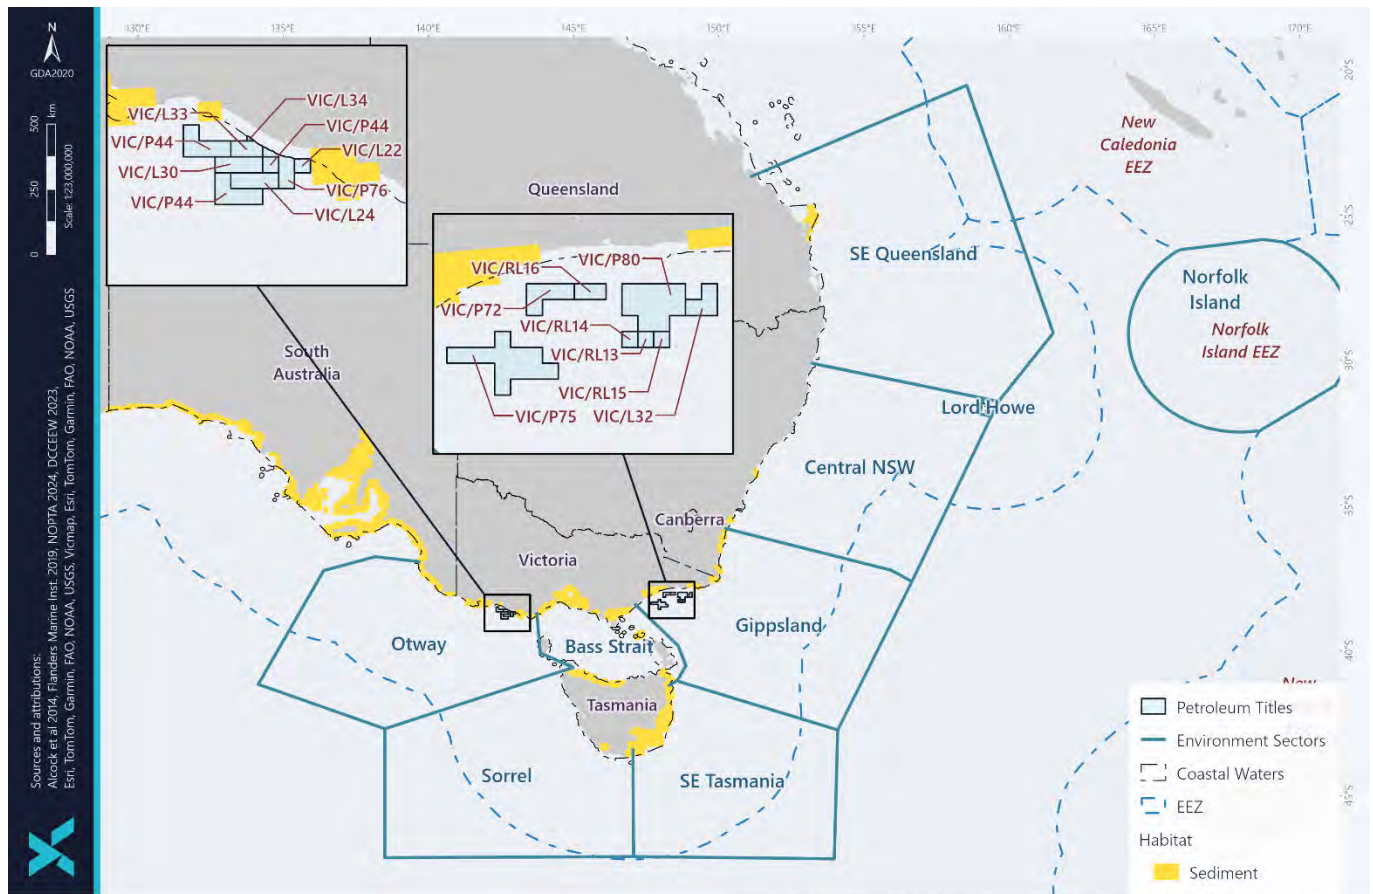 130°E
135°E
140°E
145°E
150°E
155°E
160°E
165°E
170°E
20°S
25°S
30°S
35°S
40°S
45°S
N
GDA2020
0
250
500
km
Scale: 1:23,000,000
Sources and attributions:
Alcock et al 2014, Flanders Marine Inst. 2019, NOPTA 2024, DCCEEW 2023,
Esri, TomTom, Garmin, FAO, NOAA, USGS, Vicmap, Esri, TomTom, Garmin, FAO, NOAA, USGS
VIC/L34
VIC/L33
VIC/P44
VIC/P44
VIC/L22
VIC/L30
VIC/P76
VIC/P44
VIC/L24
VIC/P80
VIC/RL16
VIC/P72
VIC/RL14
VIC/RL13
VIC/RL15
VIC/P75
VIC/L32
Queensland
South
Australia
Canberra
Victoria
Tasmania
New
Caledonia
EEZ
SE Queensland
Norfolk
Island
Norfolk
Island EEZ
Lord Howe
Central NSW
Gippsland
Otway
Bass Strait
Sorrel
SE Tasmania
New
Petroleum Titles
Environment Sectors
Coastal Waters
EEZ
Habitat
Sediment